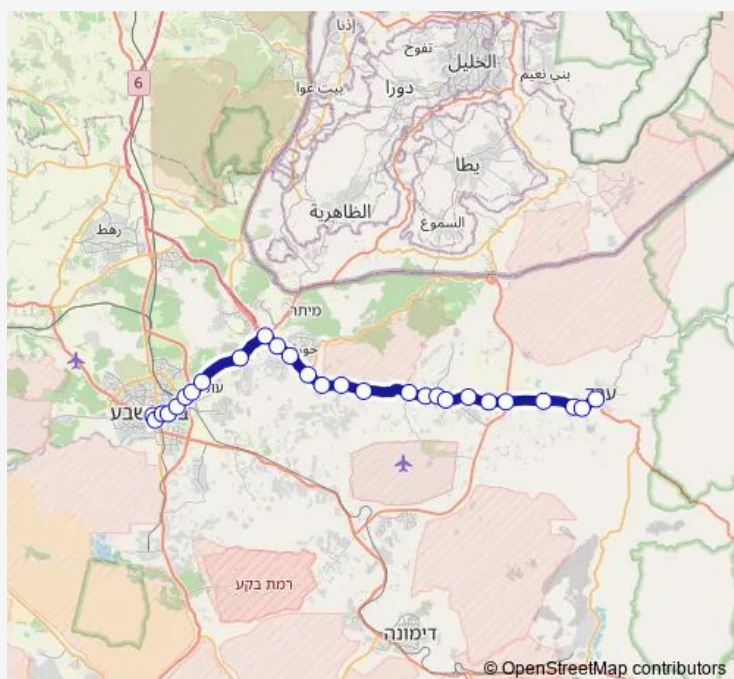 إذنا
تفوح
الخليل
بني نعيم
دورا
بيت عوا
6
يطا
الظاهرية
السموع
רהט
מיתר
חור
ערד
שבע
רמת בקע
דימונה
© OpenStreetMap contributors